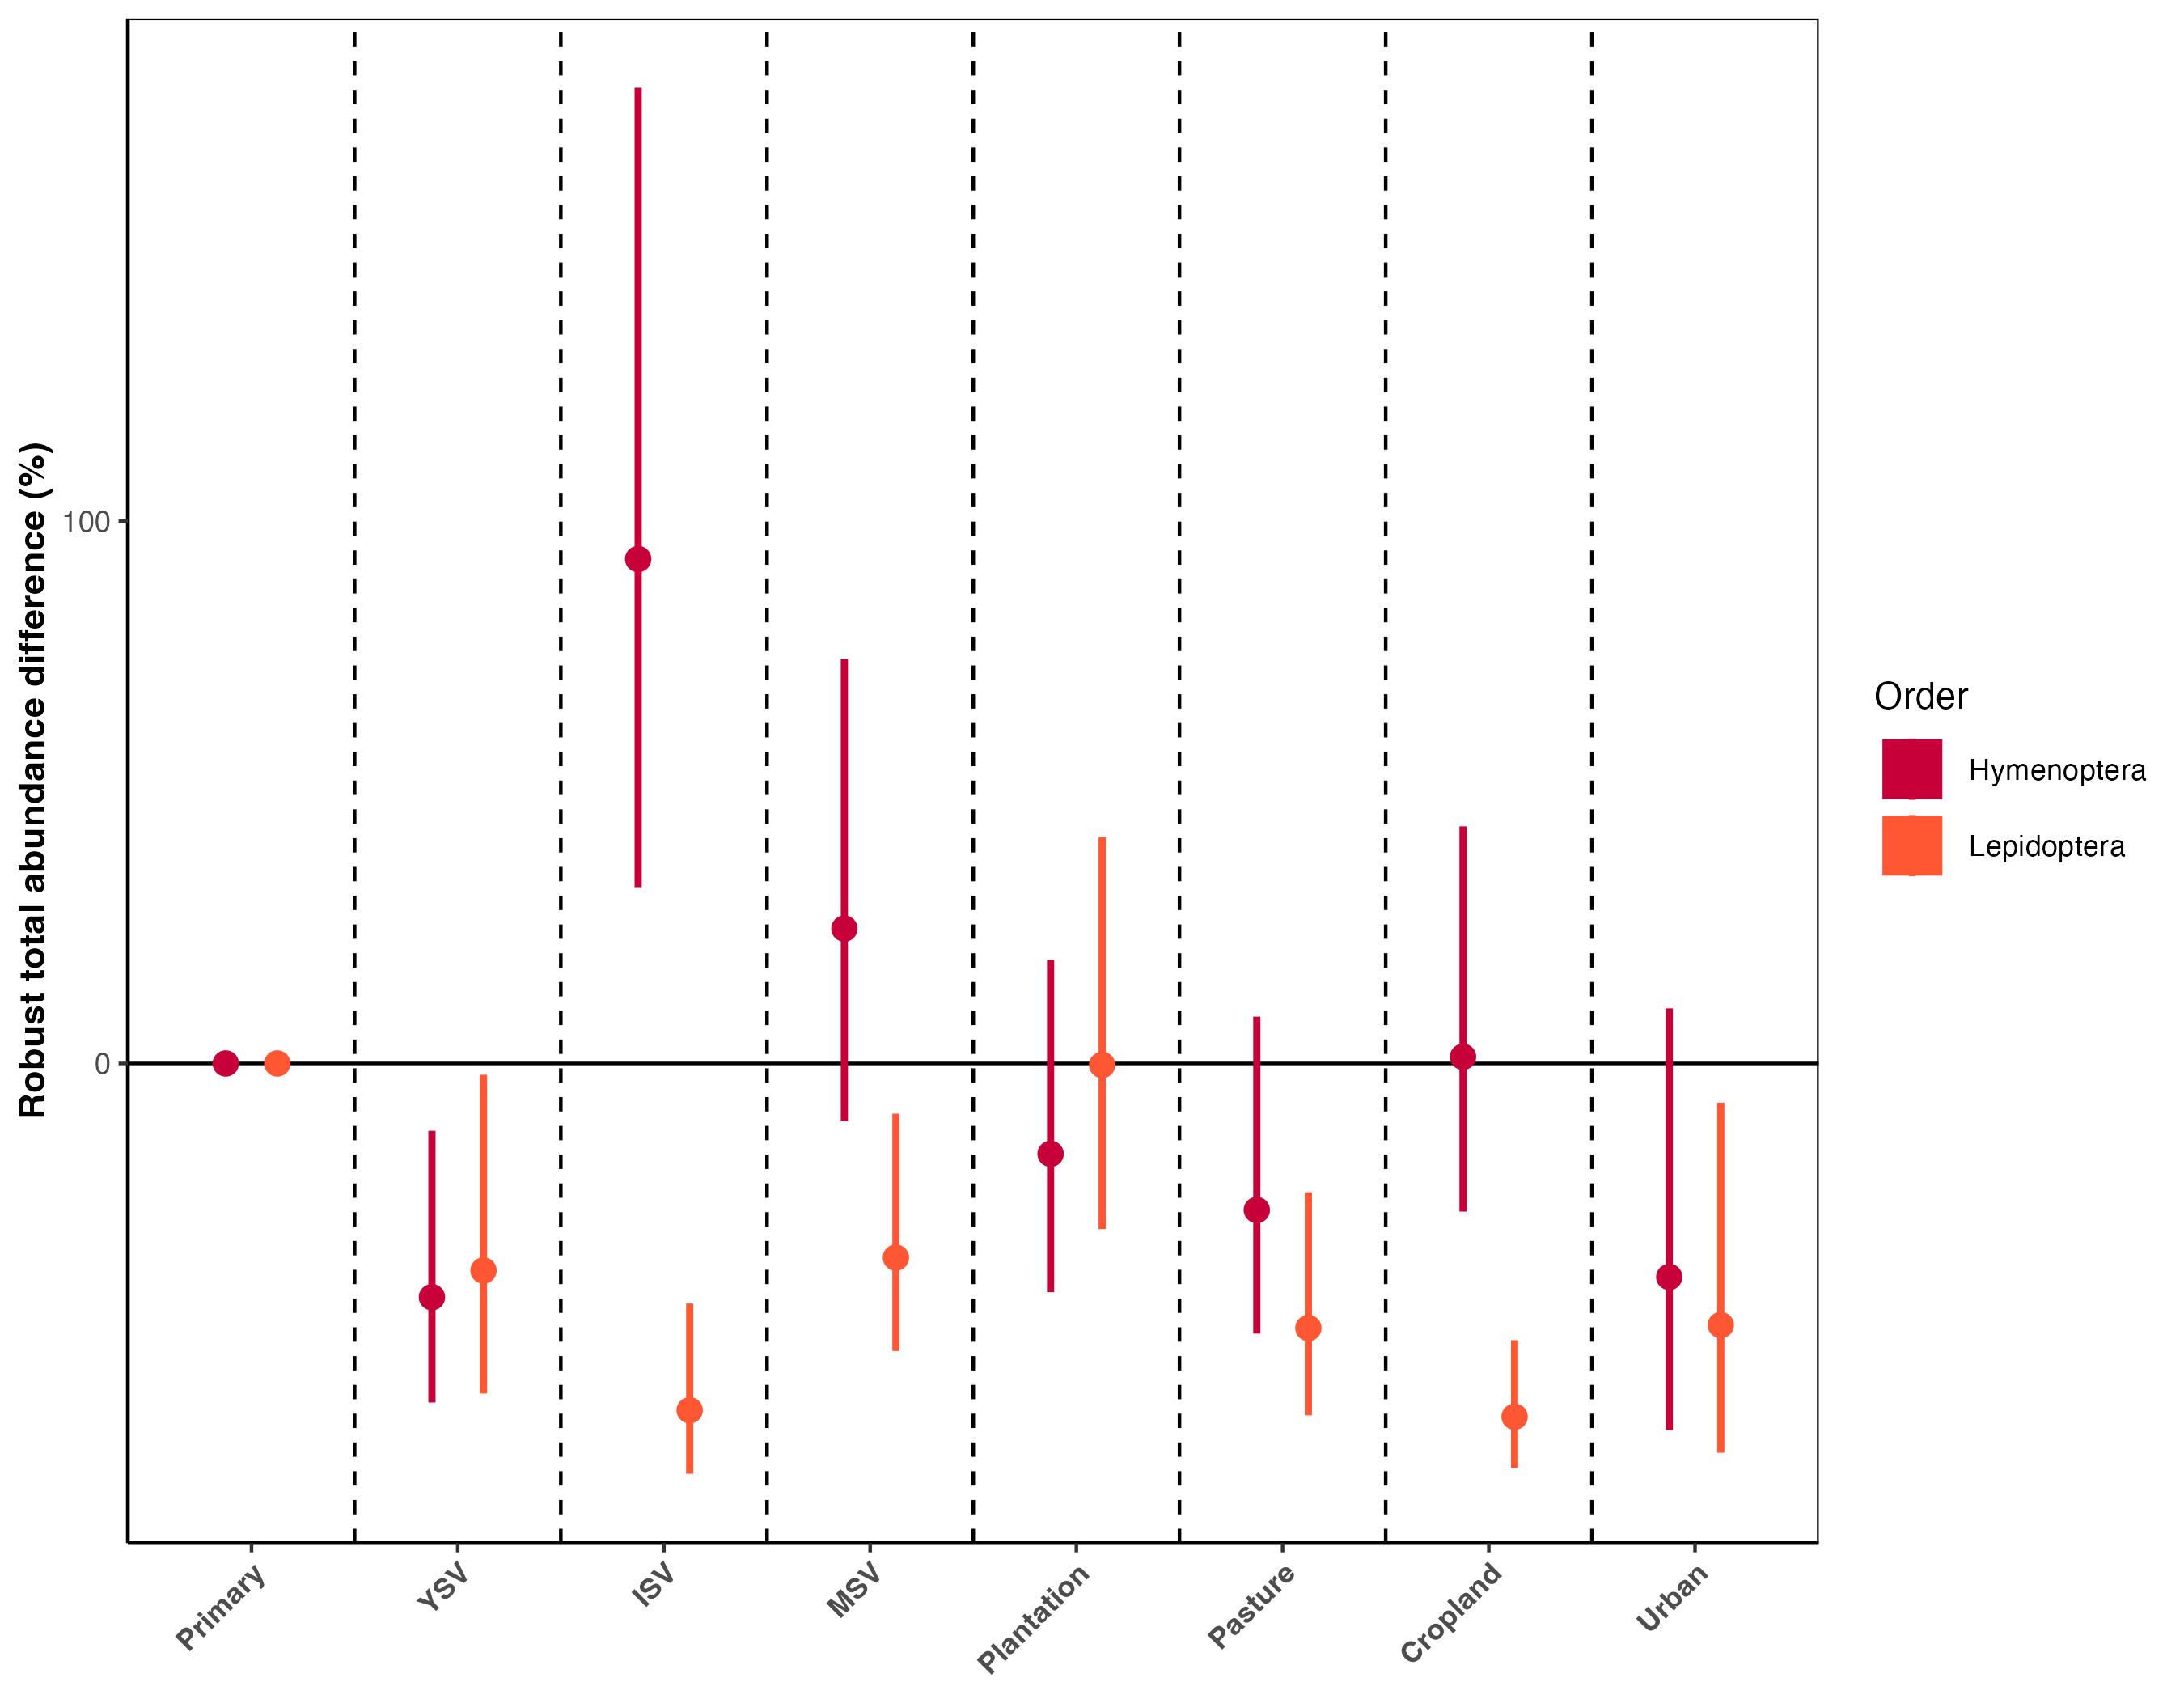 Robust total abundance difference (%)
100
0
Primary
YSV
ISV
MSV
Plantation
Pasture
Cropland
Urban
Order
Hymenoptera
Lepidoptera